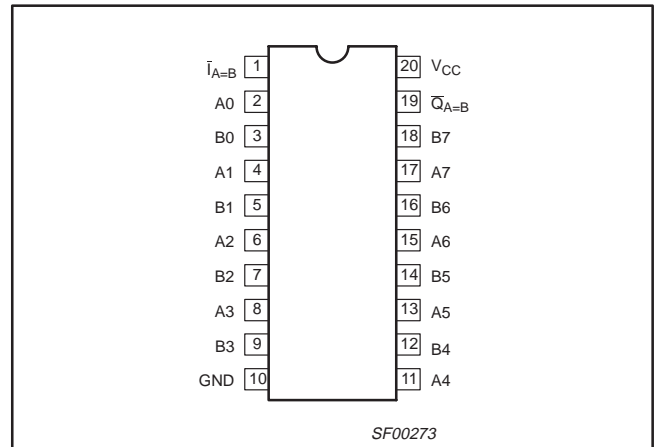 ĪA=B 1 20 VCC
A0 2 19 Q̅A=B
B0 3 18 B7
A1 4 17 A7
B1 5 16 B6
A2 6 15 A6
B2 7 14 B5
A3 8 13 A5
B3 9 12 B4
GND 10 11 A4
SF00273